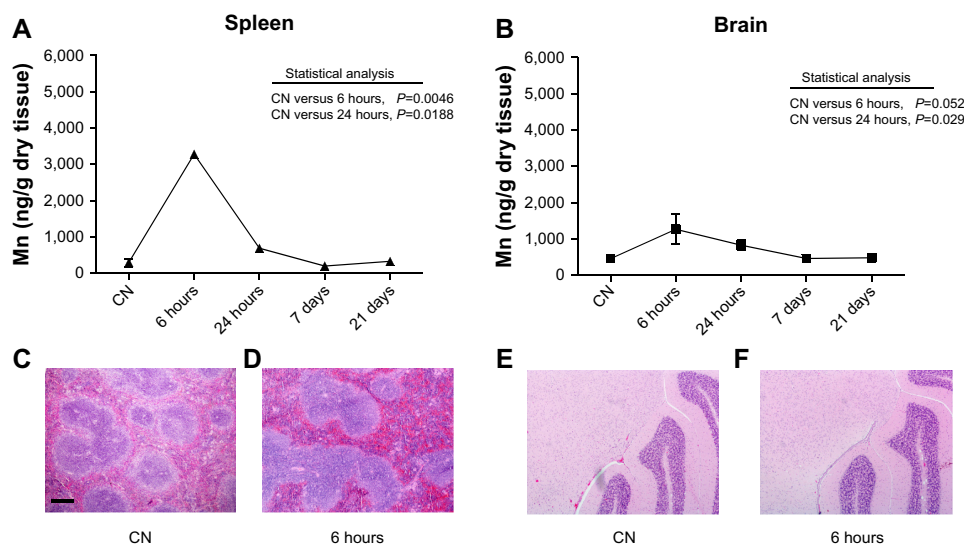 A
Spleen
6,000
5,000
4,000
3,000
2,000
1,000
0
Mn (ng/g dry tissue)
Statistical analysis
CN versus 6 hours, P=0.0046
CN versus 24 hours, P=0.0188
CN
6 hours
24 hours
7 days
21 days
B
Brain
6,000
5,000
4,000
3,000
2,000
1,000
0
Mn (ng/g dry tissue)
Statistical analysis
CN versus 6 hours, P=0.052
CN versus 24 hours, P=0.029
CN
6 hours
24 hours
7 days
21 days
C
CN
D
6 hours
E
CN
F
6 hours